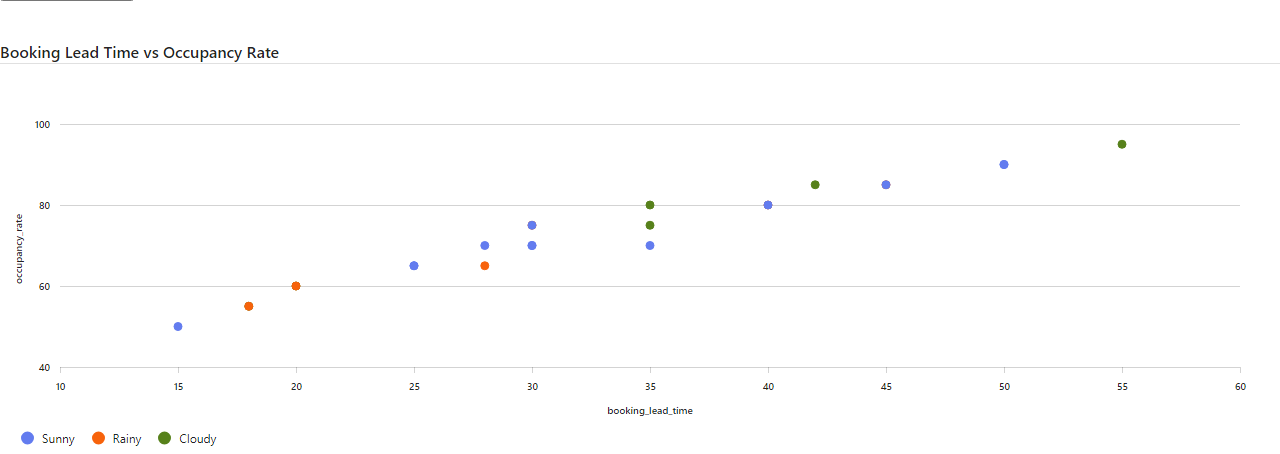 Booking Lead Time vs Occupancy Rate
100
80
60
40
occupancy_rate
10 15 20 25 30 35 40 45 50 55 60
booking_lead_time
Sunny Rainy Cloudy